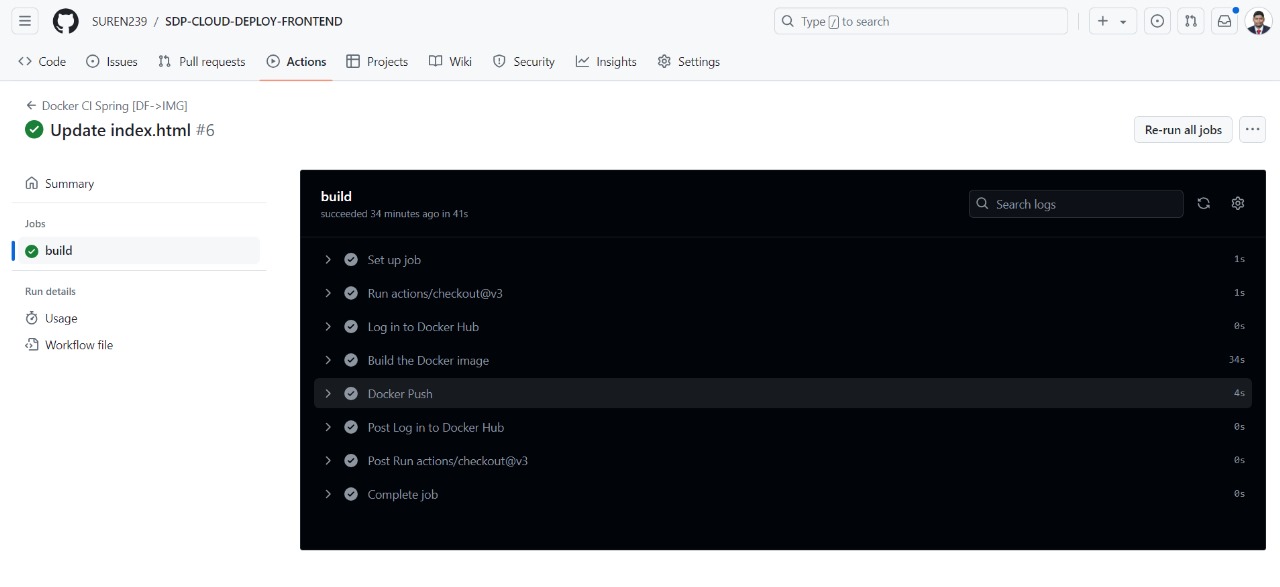 SUREN239 / SDP-CLOUD-DEPLOY-FRONTEND
Type / to search
Code
Issues
Pull requests
Actions
Projects
Wiki
Security
Insights
Settings
Docker CI Spring [DF->IMG]
Update index.html #6
Re-run all jobs
Summary
Jobs
build
Run details
Usage
Workflow file
build
succeeded 34 minutes ago in 41s
Search logs
Set up job 1s
Run actions/checkout@v3 1s
Log in to Docker Hub 0s
Build the Docker image 34s
Docker Push 4s
Post Log in to Docker Hub 0s
Post Run actions/checkout@v3 0s
Complete job 0s